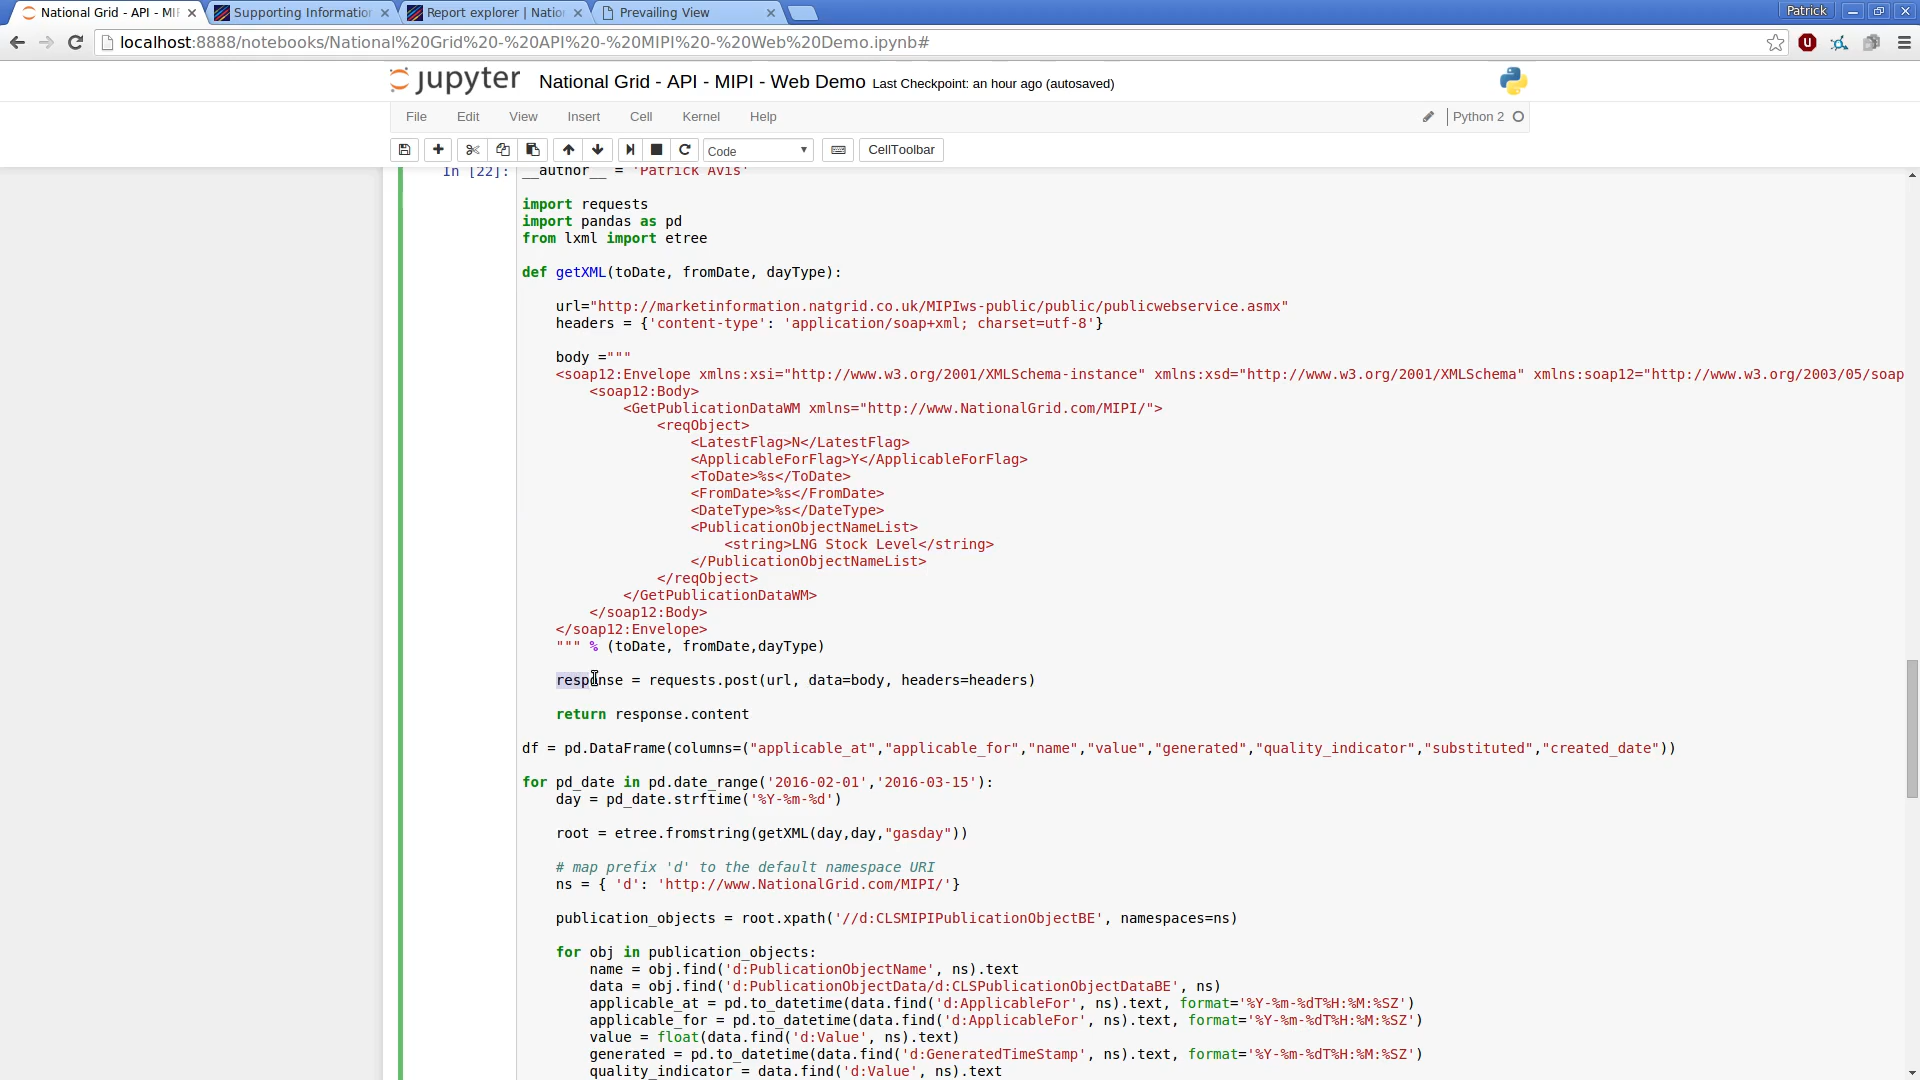 National Grid - API - MIP
Supporting Information
Report explorer | Natio
Prevailing View
Patrick
localhost:8888/notebooks/National%20Grid%20-%20API%20-%20MIPI%20-%20Web%20Demo.ipynb#
jupyter National Grid - API - MIPI - Web Demo Last Checkpoint: an hour ago (autosaved)
File Edit View Insert Cell Kernel Help Python 2
Code CellToolbar
In [22]: __author__ = 'Patrick Avis'
import requests
import pandas as pd
from lxml import etree
def getXML(toDate, fromDate, dayType):
url="http://marketinformation.natgrid.co.uk/MIPIws-public/public/publicwebservice.asmx"
headers = {'content-type': 'application/soap+xml; charset=utf-8'}
body ="""
<soap12:Envelope xmlns:xsi="http://www.w3.org/2001/XMLSchema-instance" xmlns:xsd="http://www.w3.org/2001/XMLSchema" xmlns:soap12="http://www.w3.org/2003/05/soap
<soap12:Body>
<GetPublicationDataWM xmlns="http://www.NationalGrid.com/MIPI/">
<reqObject>
<LatestFlag>N</LatestFlag>
<ApplicableForFlag>Y</ApplicableForFlag>
<ToDate>%s</ToDate>
<FromDate>%s</FromDate>
<DateType>%s</DateType>
<PublicationObjectNameList>
<string>LNG Stock Level</string>
</PublicationObjectNameList>
</reqObject>
</GetPublicationDataWM>
</soap12:Body>
</soap12:Envelope>
""" % (toDate, fromDate,dayType)
response = requests.post(url, data=body, headers=headers)
return response.content
df = pd.DataFrame(columns=("applicable_at","applicable_for","name","value","generated","quality_indicator","substituted","created_date"))
for pd_date in pd.date_range('2016-02-01','2016-03-15'):
day = pd_date.strftime('%Y-%m-%d')
root = etree.fromstring(getXML(day,day,"gasday"))
# map prefix 'd' to the default namespace URI
ns = { 'd': 'http://www.NationalGrid.com/MIPI/'}
publication_objects = root.xpath('//d:CLSMIPIPublicationObjectBE', namespaces=ns)
for obj in publication_objects:
name = obj.find('d:PublicationObjectName', ns).text
data = obj.find('d:PublicationObjectData/d:CLSPublicationObjectDataBE', ns)
applicable_at = pd.to_datetime(data.find('d:ApplicableFor', ns).text, format='%Y-%m-%dT%H:%M:%SZ')
applicable_for = pd.to_datetime(data.find('d:ApplicableFor', ns).text, format='%Y-%m-%dT%H:%M:%SZ')
value = float(data.find('d:Value', ns).text)
generated = pd.to_datetime(data.find('d:GeneratedTimeStamp', ns).text, format='%Y-%m-%dT%H:%M:%SZ')
quality_indicator = data.find('d:Value', ns).text